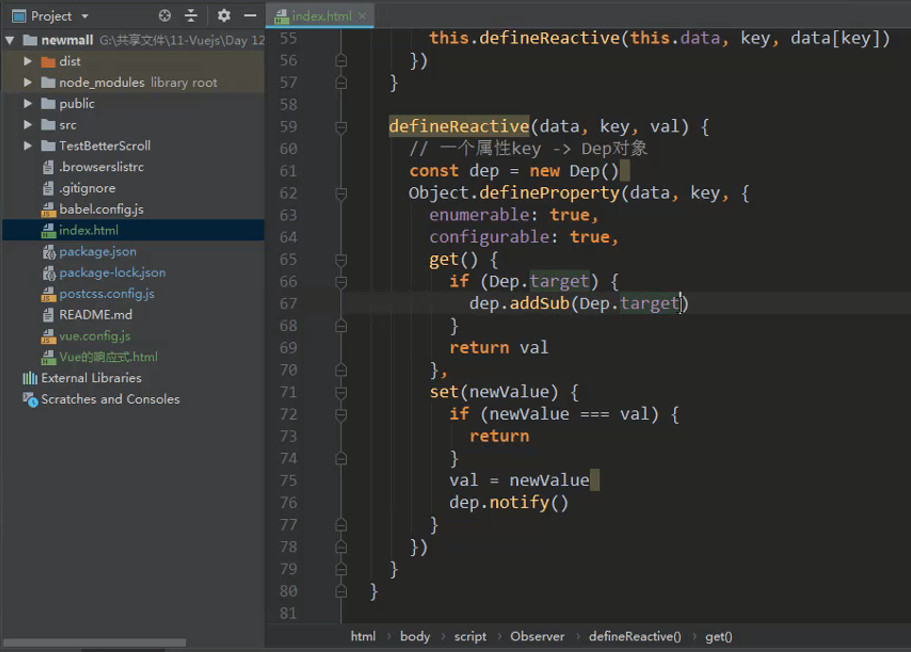 Project
index.html
newmall G:\共享文件\11-Vuejs\Day 12
dist
node_modules library root
public
src
TestBetterScroll
.browserslistrc
.gitignore
babel.config.js
index.html
package.json
package-lock.json
postcss.config.js
README.md
vue.config.js
Vue的响应式.html
External Libraries
Scratches and Consoles
55 this.defineReactive(this.data, key, data[key])
56 })
57 }
58
59 defineReactive(data, key, val) {
60 // 一个属性key -> Dep对象
61 const dep = new Dep()
62 Object.defineProperty(data, key, {
63 enumerable: true,
64 configurable: true,
65 get() {
66 if (Dep.target) {
67 dep.addSub(Dep.target)
68 }
69 return val
70 },
71 set(newValue) {
72 if (newValue === val) {
73 return
74 }
75 val = newValue
76 dep.notify()
77 }
78 })
79 }
80 }
81
html › body › script › Observer › defineReactive() › get()